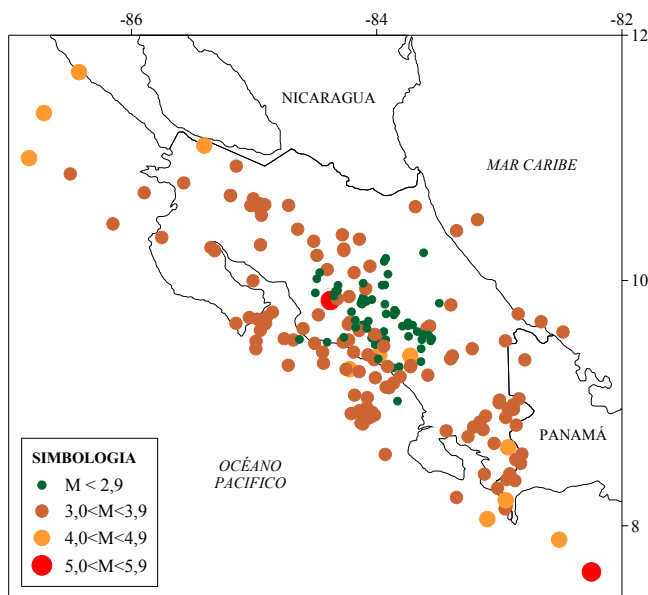 -86
-84
-82
12
NICARAGUA
MAR CARIBE
10
SIMBOLOGIA
M < 2,9
3,0<M<3,9
4,0<M<4,9
5,0<M<5,9
OCÉANO
PACIFICO
PANAMÁ
8